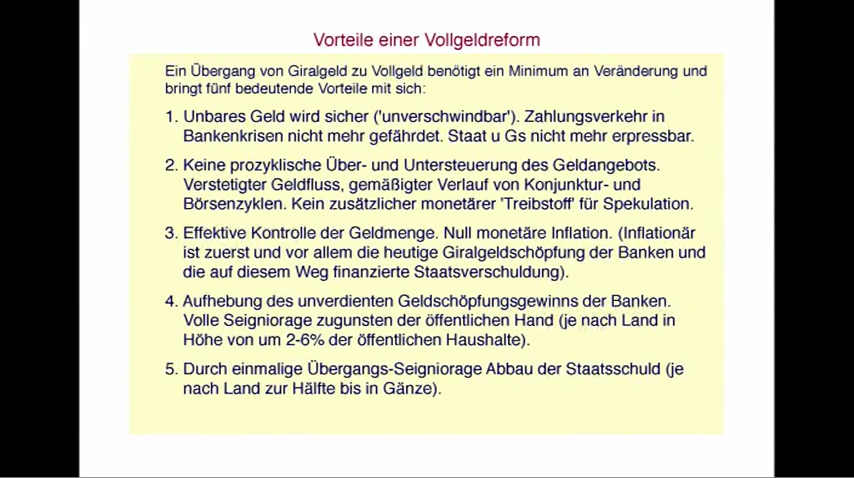 Vorteile einer Vollgeldreform
Ein Übergang von Giralgeld zu Vollgeld benötigt ein Minimum an Veränderung und
bringt fünf bedeutende Vorteile mit sich:
1. Unbares Geld wird sicher ('unverschwindbar'). Zahlungsverkehr in
Bankenkrisen nicht mehr gefährdet. Staat u Gs nicht mehr erpressbar.
2. Keine prozyklische Über- und Untersteuerung des Geldangebots.
Verstetigter Geldfluss, gemäßigter Verlauf von Konjunktur- und
Börsenzyklen. Kein zusätzlicher monetärer 'Treibstoff' für Spekulation.
3. Effektive Kontrolle der Geldmenge. Null monetäre Inflation. (Inflationär
ist zuerst und vor allem die heutige Giralgeldschöpfung der Banken und
die auf diesem Weg finanzierte Staatsverschuldung).
4. Aufhebung des unverdienten Geldschöpfungsgewinns der Banken.
Volle Seigniorage zugunsten der öffentlichen Hand (je nach Land in
Höhe von um 2-6% der öffentlichen Haushalte).
5. Durch einmalige Übergangs-Seigniorage Abbau der Staatsschuld (je
nach Land zur Hälfte bis in Gänze).